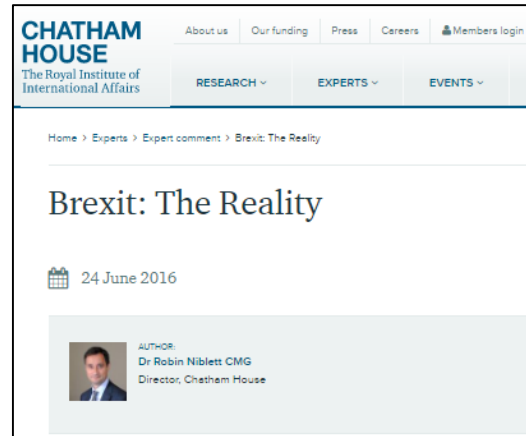 CHATHAM
HOUSE
The Royal Institute of
International Affairs
About us Our funding Press Careers Members login
RESEARCH EXPERTS EVENTS
Home > Experts > Expert comment > Brexit: The Reality
Brexit: The Reality
24 June 2016
AUTHOR:
Dr Robin Niblett CMG
Director, Chatham House